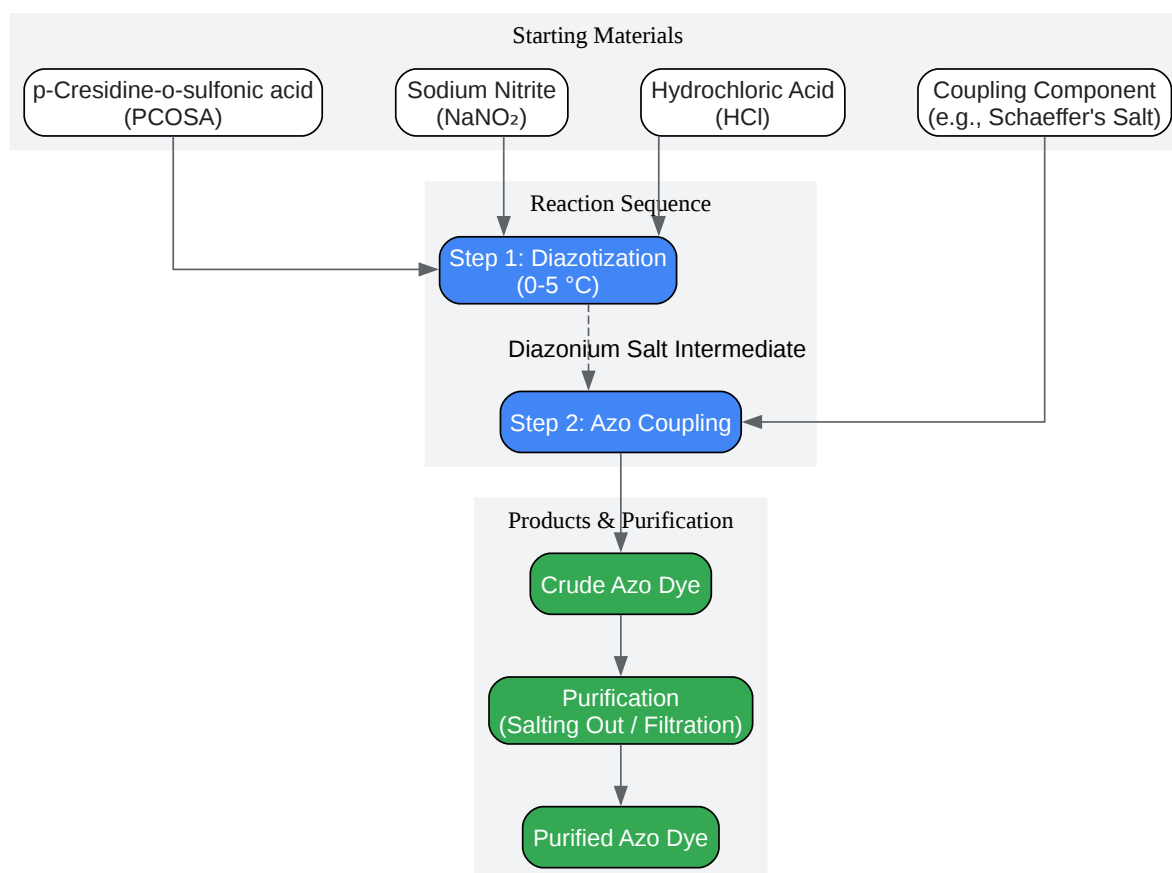 Starting Materials
p-Cresidine-o-sulfonic acid
(PCOSA)
Sodium Nitrite
(NaNO₂)
Hydrochloric Acid
(HCl)
Coupling Component
(e.g., Schaeffer's Salt)
Reaction Sequence
Step 1: Diazotization
(0-5 °C)
Diazonium Salt Intermediate
Step 2: Azo Coupling
Products & Purification
Crude Azo Dye
Purification
(Salting Out / Filtration)
Purified Azo Dye